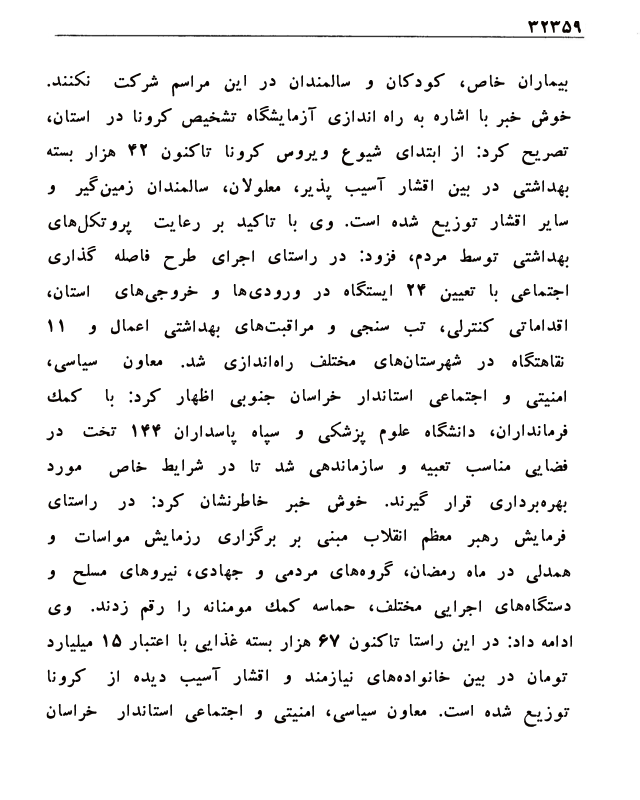 ۳۲۳۵۹
بیماران خاص، کودکان و سالمندان در این مراسم شرکت نکنند.
خوش خبر با اشاره به راه اندازی آزمایشگاه تشخیص کرونا در استان،
تصریح کرد: از ابتدای شیوع ویروس کرونا تاکنون ۴۲ هزار بسته
بهداشتی در بین اقشار آسیب پذیر، معلولان، سالمندان زمین‌گیر و
سایر اقشار توزیع شده است. وی با تاکید بر رعایت پروتکل‌های
بهداشتی توسط مردم، فزود: در راستای اجرای طرح فاصله گذاری
اجتماعی با تعیین ۲۴ ایستگاه در ورودی‌ها و خروجی‌های استان،
اقداماتی کنترلی، تب سنجی و مراقبت‌های بهداشتی اعمال و ۱۱
نقاهتگاه در شهرستان‌های مختلف راه‌اندازی شد. معاون سیاسی،
امنیتی و اجتماعی استاندار خراسان جنوبی اظهار کرد: با کمك
فرمانداران، دانشگاه علوم پزشکی و سپاه پاسداران ۱۴۴ تخت در
فضایی مناسب تعبیه و سازماندهی شد تا در شرایط خاص مورد
بهره‌برداری قرار گیرند. خوش خبر خاطرنشان کرد: در راستای
فرمایش رهبر معظم انقلاب مبنی بر برگزاری رزمایش مواسات و
همدلی در ماه رمضان، گروه‌های مردمی و جهادی، نیروهای مسلح و
دستگاه‌های اجرایی مختلف، حماسه کمك مومنانه را رقم زدند. وی
ادامه داد: در این راستا تاکنون ۶۷ هزار بسته غذایی با اعتبار ۱۵ میلیارد
تومان در بین خانواده‌های نیازمند و اقشار آسیب دیده از کرونا
توزیع شده است. معاون سیاسی، امنیتی و اجتماعی استاندار خراسان